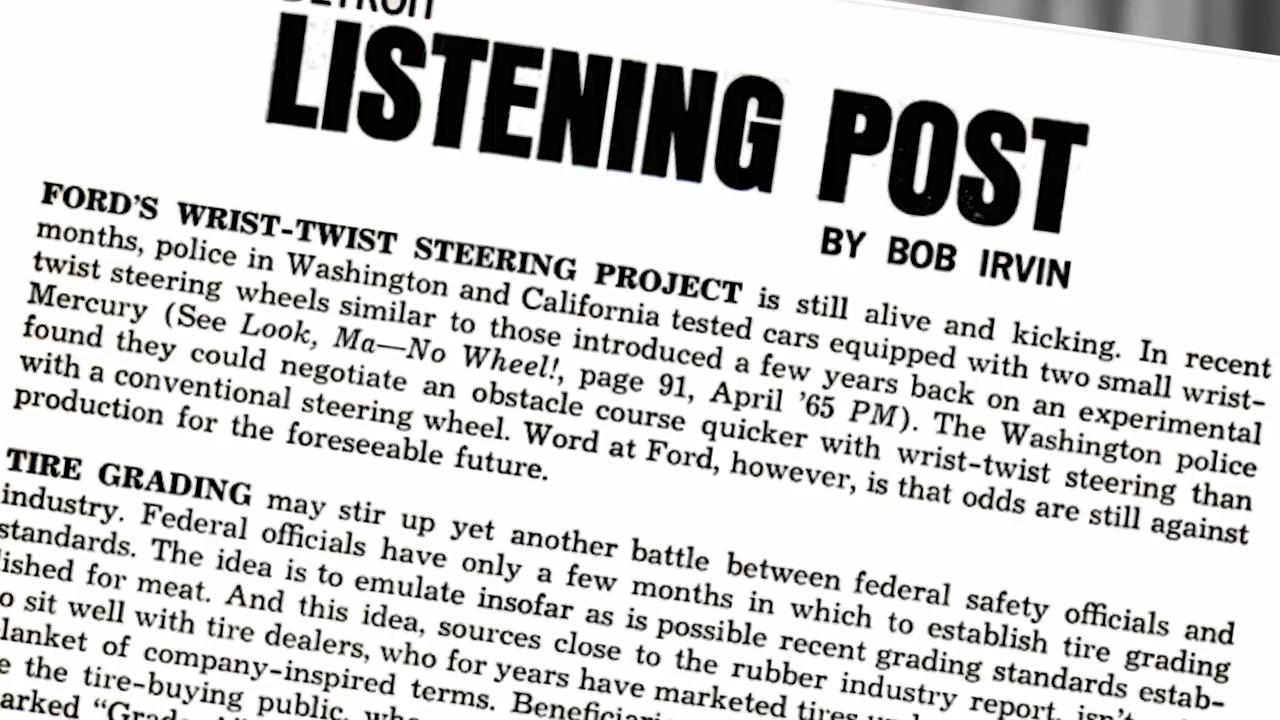 DETROIT
LISTENING POST
BY BOB IRVIN
FORD'S WRIST-TWIST STEERING PROJECT is still alive and kicking. In recent
months, police in Washington and California tested cars equipped with two small wrist-
twist steering wheels similar to those introduced a few years back on an experimental
Mercury (See Look, Ma—No Wheel!, page 91, April '65 PM). The Washington police
found they could negotiate an obstacle course quicker with wrist-twist steering than
with a conventional steering wheel. Word at Ford, however, is that odds are still against
production for the foreseeable future.
TIRE GRADING may stir up yet another battle between federal safety officials and
industry. Federal officials have only a few months in which to establish tire grading
standards. The idea is to emulate insofar as is possible recent grading standards estab-
lished for meat. And this idea, sources close to the rubber industry report, isn't
o sit well with tire dealers, who for years have marketed tires
lanket of company-inspired terms.
e the tire-buying public,
arked "Grade